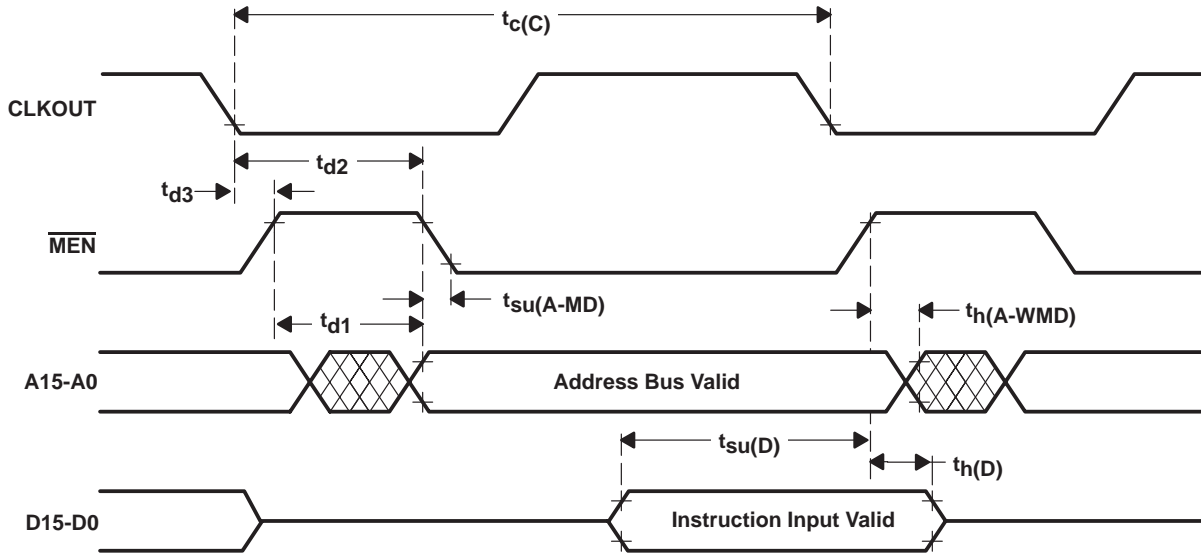 tc(C)
CLKOUT
td2
td3
MEN
tsu(A-MD)
td1
th(A-WMD)
A15-A0
Address Bus Valid
tsu(D)
th(D)
D15-D0
Instruction Input Valid